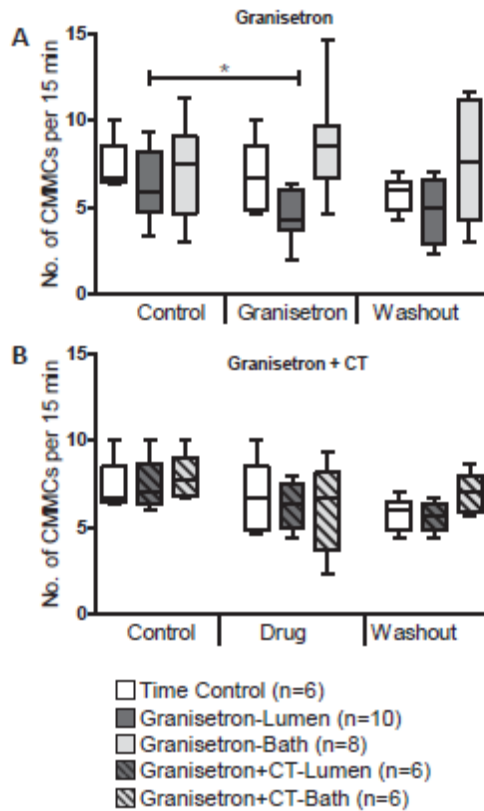 A
Granisetron
No. of CMMCs per 15 min
15
10
5
0
*
Control Granisetron Washout
B
Granisetron + CT
No. of CMMCs per 15 min
15
10
5
0
Control Drug Washout
Time Control (n=6)
Granisetron-Lumen (n=10)
Granisetron-Bath (n=8)
Granisetron+CT-Lumen (n=6)
Granisetron+CT-Bath (n=6)